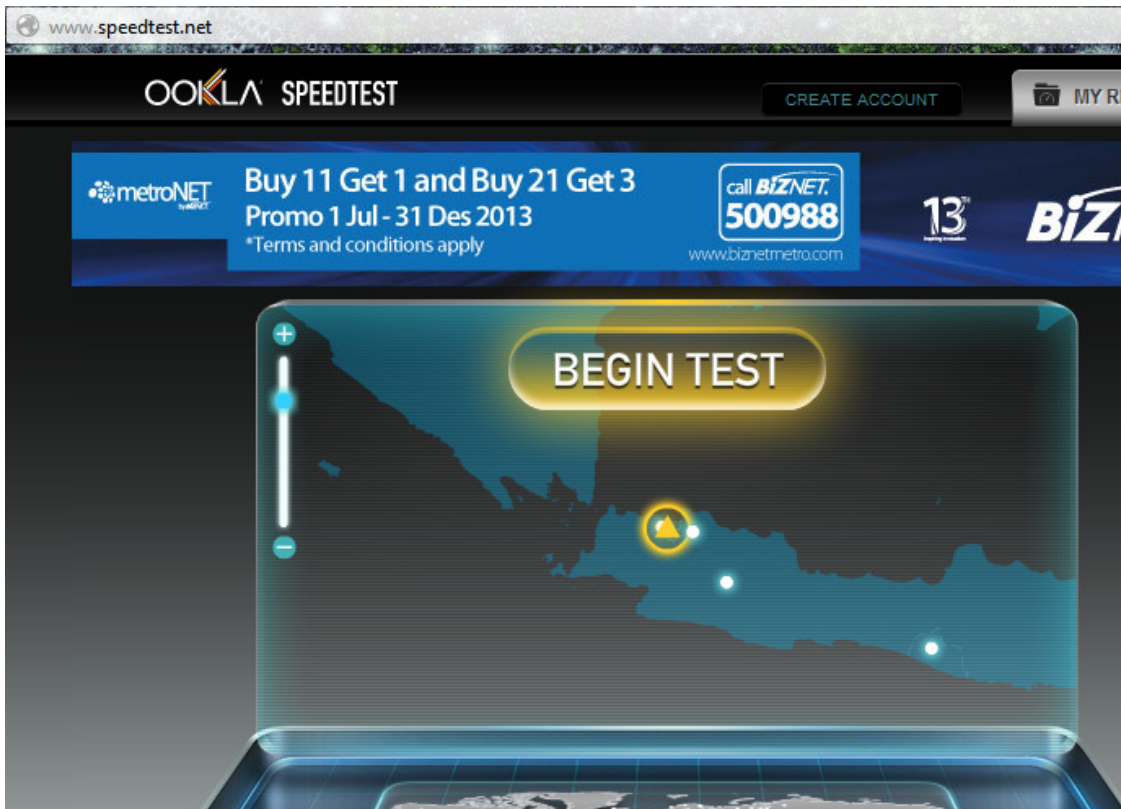 www.speedtest.net
OOKLA SPEEDTEST
CREATE ACCOUNT
MY R
metroNET
Buy 11 Get 1 and Buy 21 Get 3
Promo 1 Jul - 31 Des 2013
*Terms and conditions apply
call BiZNET.
500988
www.biznetmetro.com
13TH
BiZ
BEGIN TEST